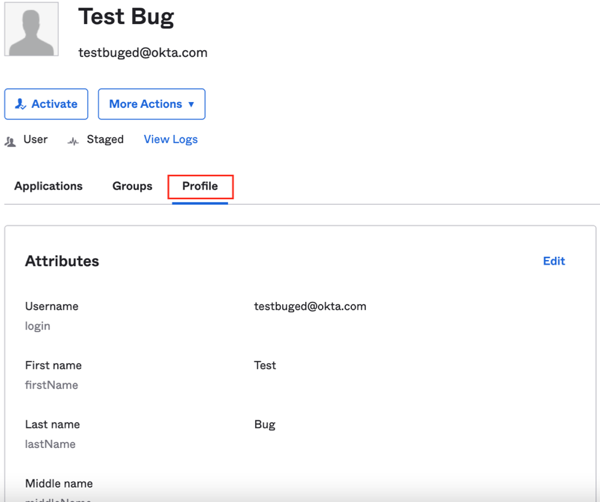 Test Bug
testbuged@okta.com
Activate
More Actions ▼
User Staged View Logs
Applications Groups Profile
Attributes Edit
Username testbuged@okta.com
login
First name Test
firstName
Last name Bug
lastName
Middle name
middleName